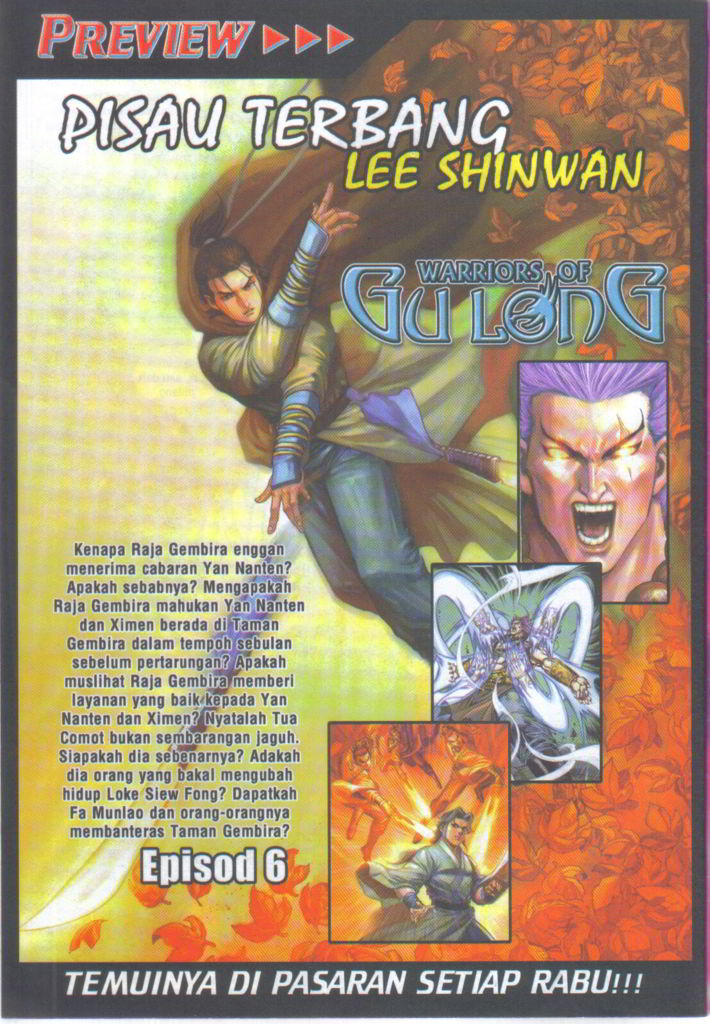 PREVIEW
PISAU TERBANG
LEE SHINWAN
WARRIORS OF
GU LONG
Kenapa Raja Gembira enggan
menerima cabaran Yan Nanten?
Apakah sebabnya? Mengapakah
Raja Gembira mahukan Yan Nanten
dan Ximen berada di Taman
Gembira dalam tempoh sebulan
sebelum pertarungan? Apakah
muslihat Raja Gembira memberi
layanan yang baik kepada Yan
Nanten dan Ximen? Nyatalah Tua
Comot bukan sembarangan jaguh.
Siapakah dia sebenarnya? Adakah
dia orang yang bakal mengubah
hidup Loke Siew Fong? Dapatkah
Fa Munlao dan orang-orangnya
membanteras Taman Gembira?
Episod 6
TEMUINYA DI PASARAN SETIAP RABU!!!